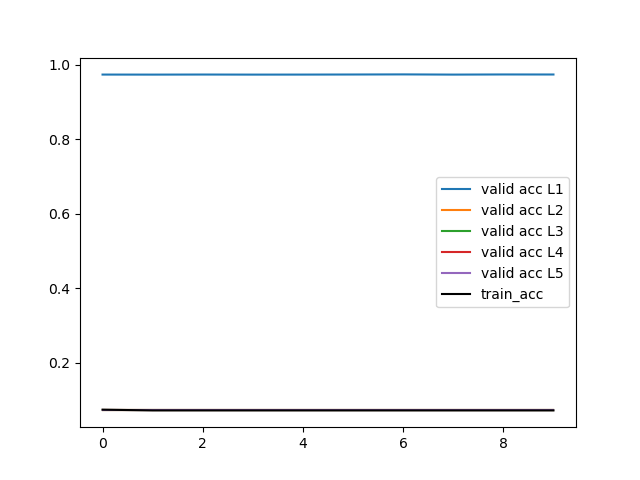 1.0
0.8
0.6
0.4
0.2
valid acc L1
valid acc L2
valid acc L3
valid acc L4
valid acc L5
train_acc
0 2 4 6 8